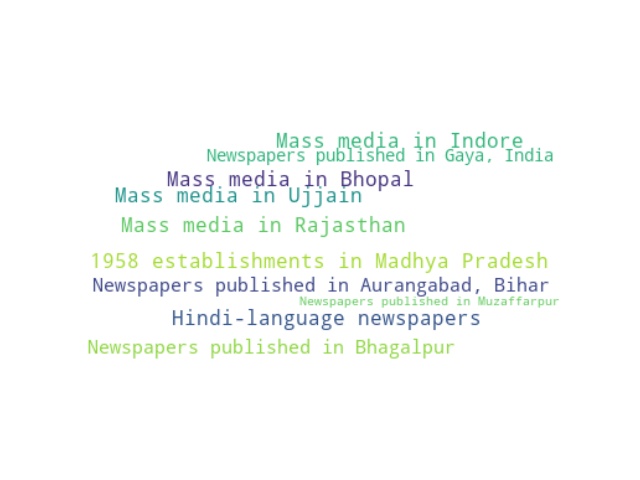 Mass media in Indore
Newspapers published in Gaya, India
Mass media in Bhopal
Mass media in Ujjain
Mass media in Rajasthan
1958 establishments in Madhya Pradesh
Newspapers published in Aurangabad, Bihar
Newspapers published in Muzaffarpur
Hindi-language newspapers
Newspapers published in Bhagalpur